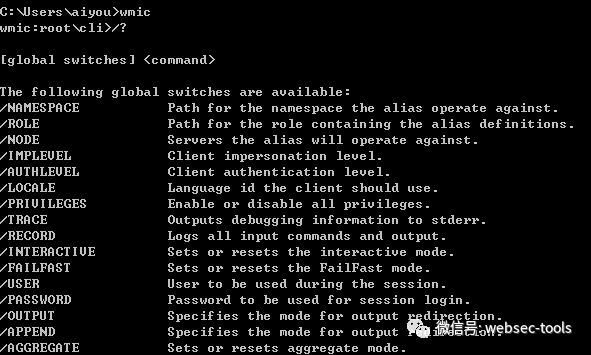 C:\Users\aiyou>wmic
wmic:root\cli>/?
[global switches] <command>
The following global switches are available:
/NAMESPACE Path for the namespace the alias operate against.
/ROLE Path for the role containing the alias definitions.
/NODE Servers the alias will operate against.
/IMPLEVEL Client impersonation level.
/AUTHLEVEL Client authentication level.
/LOCALE Language id the client should use.
/PRIVILEGES Enable or disable all privileges.
/TRACE Outputs debugging information to stderr.
/RECORD Logs all input commands and output.
/INTERACTIVE Sets or resets the interactive mode.
/FAILFAST Sets or resets the FailFast mode.
/USER User to be used during the session.
/PASSWORD Password to be used for session login.
/OUTPUT Specifies the mode for output redirection.
/APPEND Specifies the mode for output redirection.
/AGGREGATE Sets or resets aggregate mode.
微信号: websec-tools